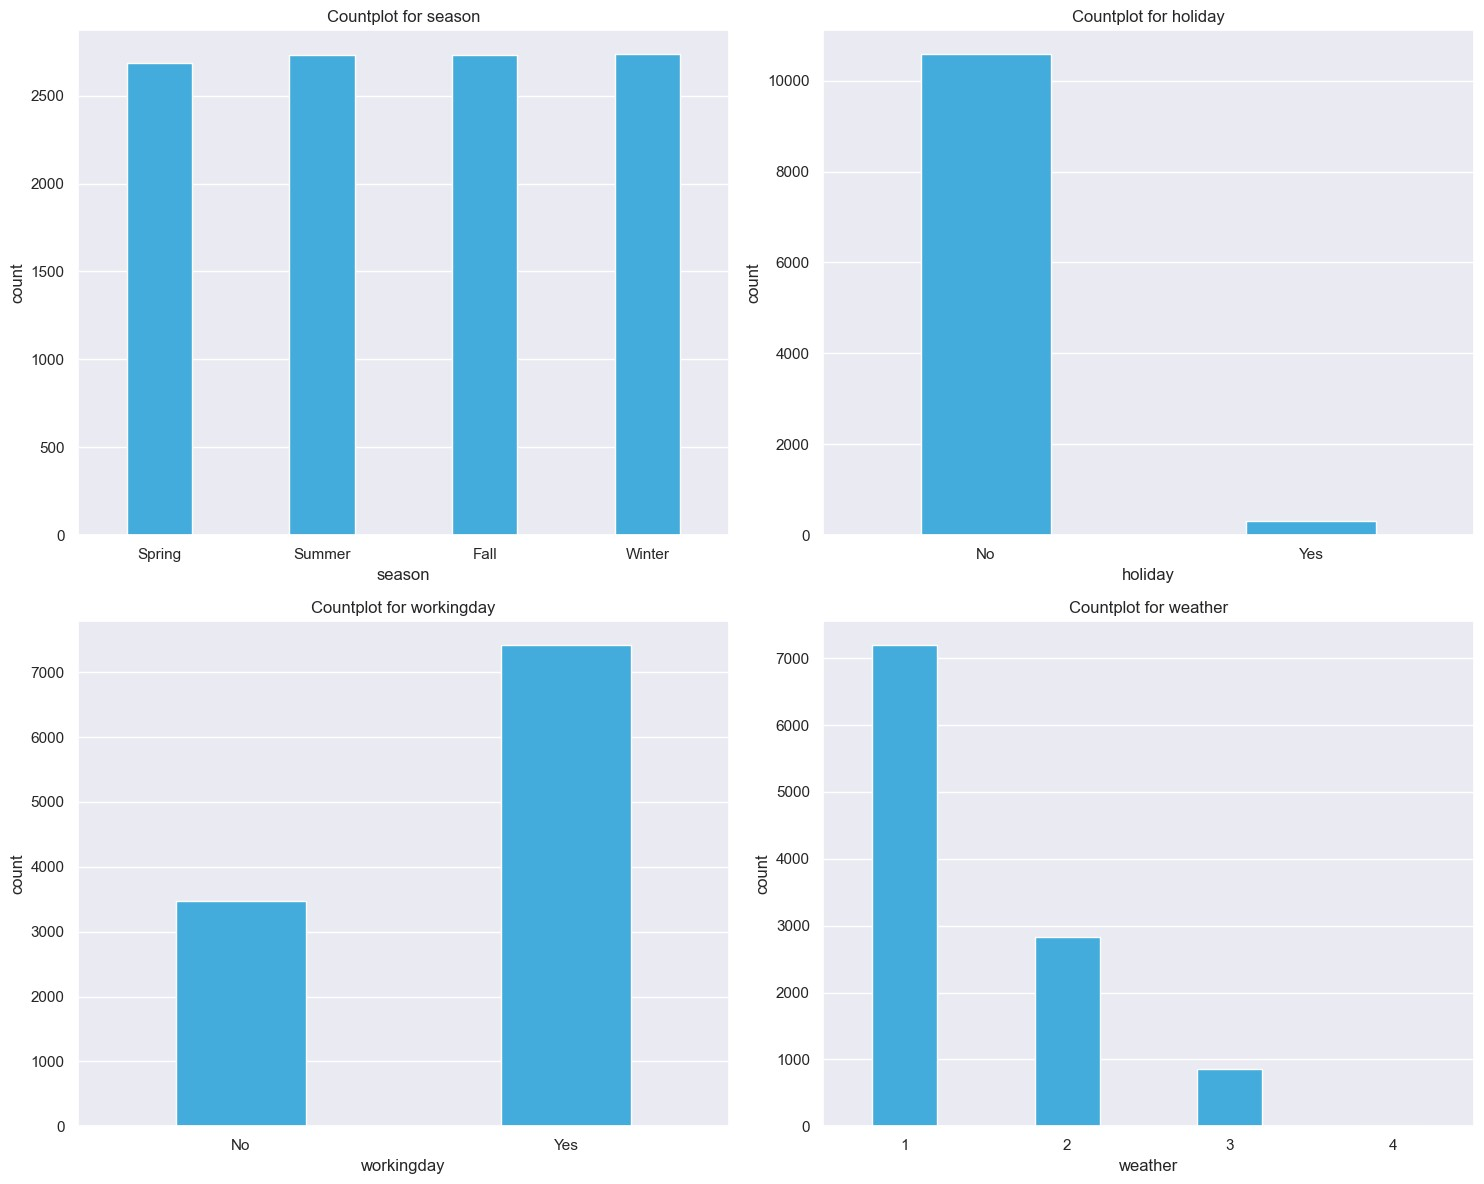 Countplot for season
2500
2000
1500
1000
500
0
count
Spring Summer Fall Winter
season
Countplot for holiday
10000
8000
6000
4000
2000
0
count
No Yes
holiday
Countplot for workingday
7000
6000
5000
4000
3000
2000
1000
0
count
No Yes
workingday
Countplot for weather
7000
6000
5000
4000
3000
2000
1000
0
count
1 2 3 4
weather